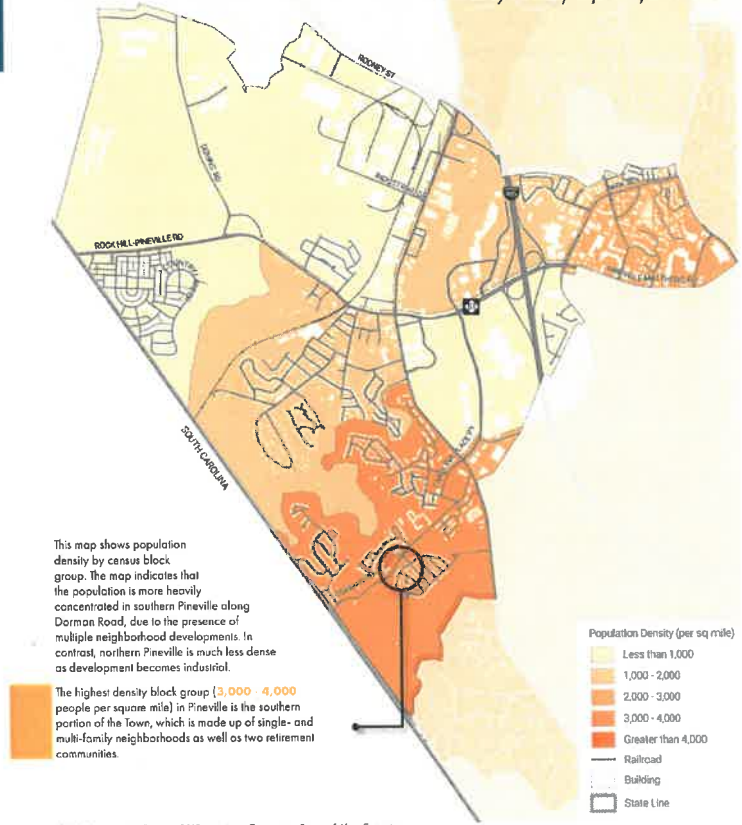 RODNEY ST
DOWNS RD
INDUSTRIAL DR
ROCK HILL-PINEVILLE RD
SOUTH CAROLINA
This map shows population
density by census block
group. The map indicates that
the population is more heavily
concentrated in southern Pineville along
Dorman Road, due to the presence of
multiple neighborhood developments. In
contrast, northern Pineville is much less dense
as development becomes industrial.
The highest density block group (3,000 - 4,000
people per square mile) in Pineville is the southern
portion of the Town, which is made up of single- and
multi-family neighborhoods as well as two retirement
communities.
Population Density (per sq mile)
Less than 1,000
1,000 - 2,000
2,000 - 3,000
3,000 - 4,000
Greater than 4,000
Railroad
Building
State Line